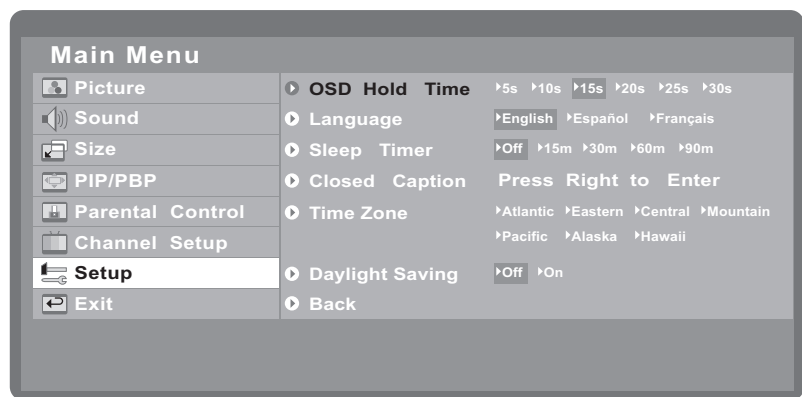 Main Menu
Picture
Sound
Size
PIP/PBP
Parental Control
Channel Setup
Setup
Exit
OSD Hold Time 5s 10s 15s 20s 25s 30s
Language English Español Français
Sleep Timer Off 15m 30m 60m 90m
Closed Caption Press Right to Enter
Time Zone Atlantic Eastern Central Mountain
Pacific Alaska Hawaii
Daylight Saving Off On
Back